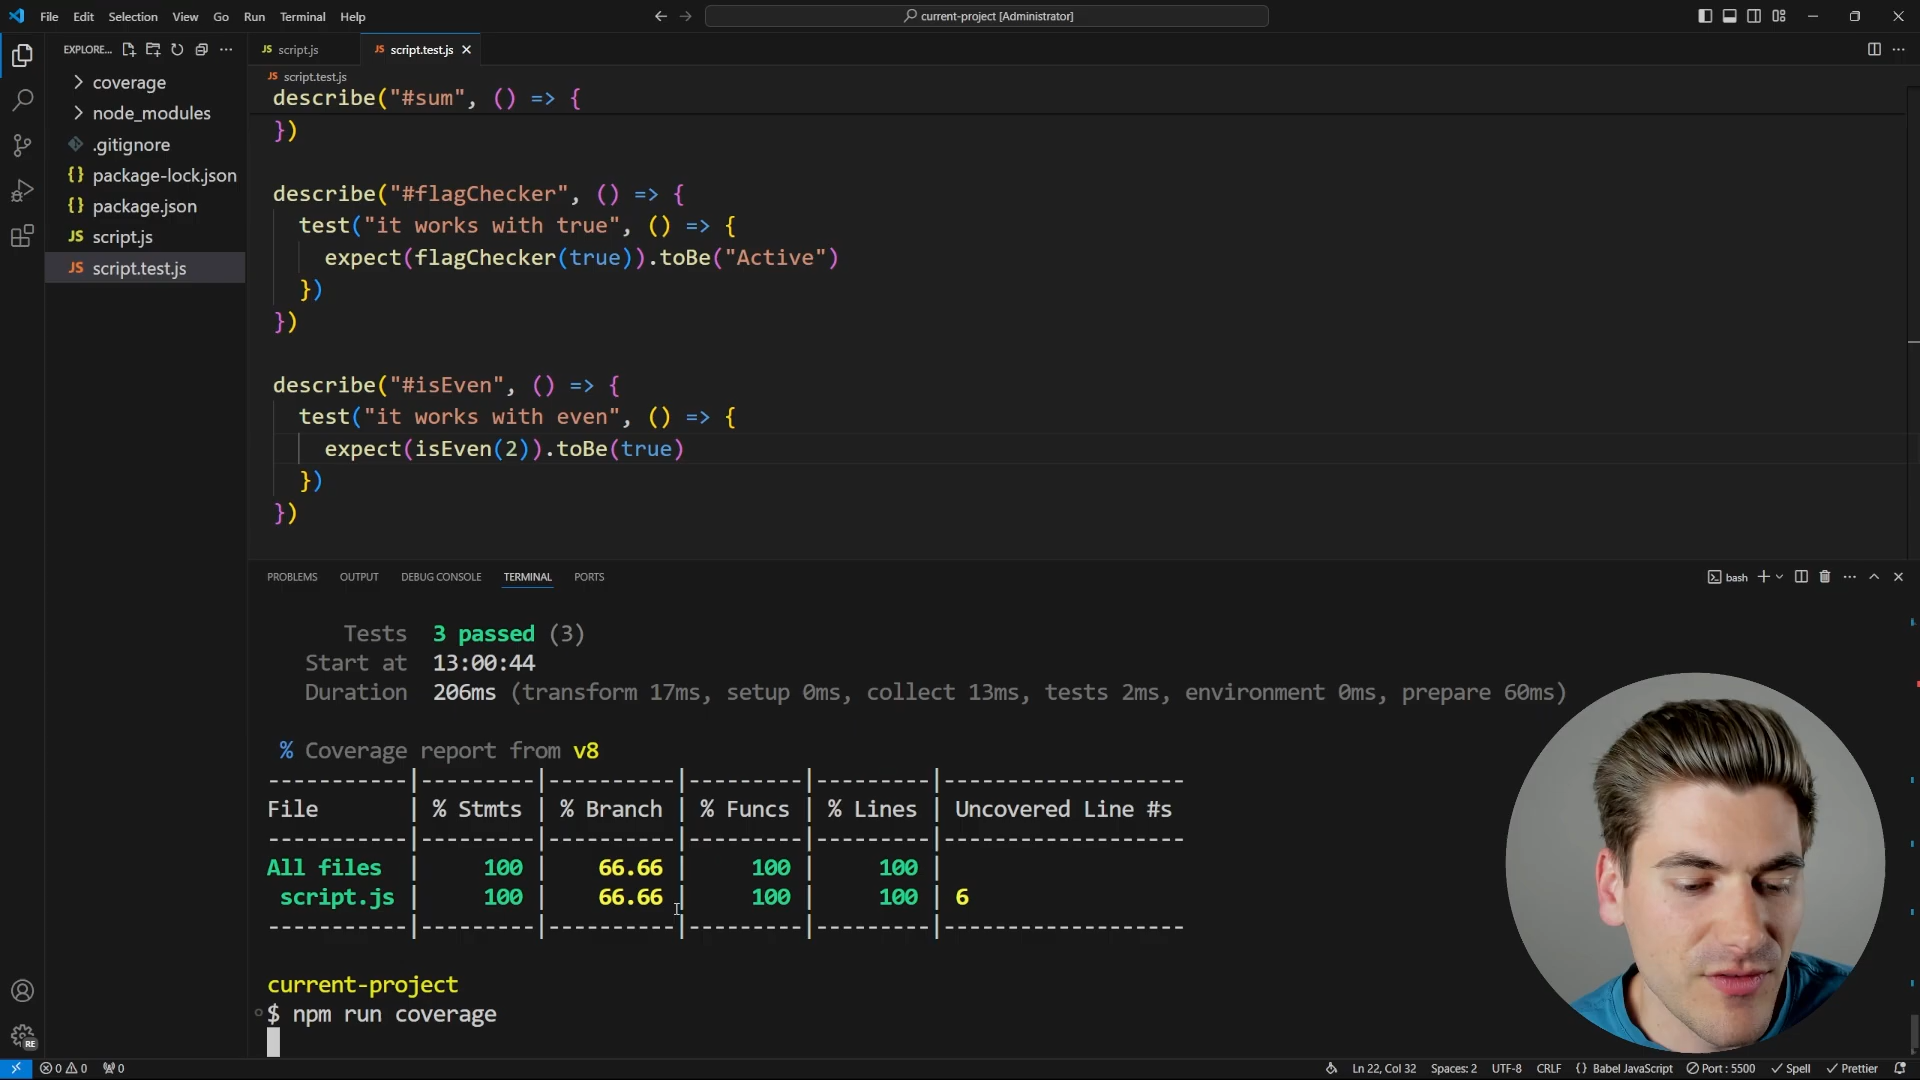 File Edit Selection View Go Run Terminal Help
current-project [Administrator]
EXPLORE...
JS script.js
JS script.test.js
coverage
node_modules
.gitignore
{} package-lock.json
{} package.json
JS script.js
JS script.test.js
JS script.test.js
describe("#sum", () => {
})
describe("#flagChecker", () => {
test("it works with true", () => {
expect(flagChecker(true)).toBe("Active")
})
})
describe("#isEven", () => {
test("it works with even", () => {
expect(isEven(2)).toBe(true)
})
})
PROBLEMS OUTPUT DEBUG CONSOLE TERMINAL PORTS
bash
Tests 3 passed (3)
Start at 13:00:44
Duration 206ms (transform 17ms, setup 0ms, collect 13ms, tests 2ms, environment 0ms, prepare 60ms)
% Coverage report from v8
-----------|---------|----------|---------|---------|-------------------
File | % Stmts | % Branch | % Funcs | % Lines | Uncovered Line #s
-----------|---------|----------|---------|---------|-------------------
All files | 100 | 66.66 | 100 | 100 |
script.js | 100 | 66.66 | 100 | 100 | 6
-----------|---------|----------|---------|---------|-------------------
current-project
$ npm run coverage
RE
0 0 0
Ln 22, Col 32 Spaces: 2 UTF-8 CRLF {} Babel JavaScript Port : 5500 Spell Prettier